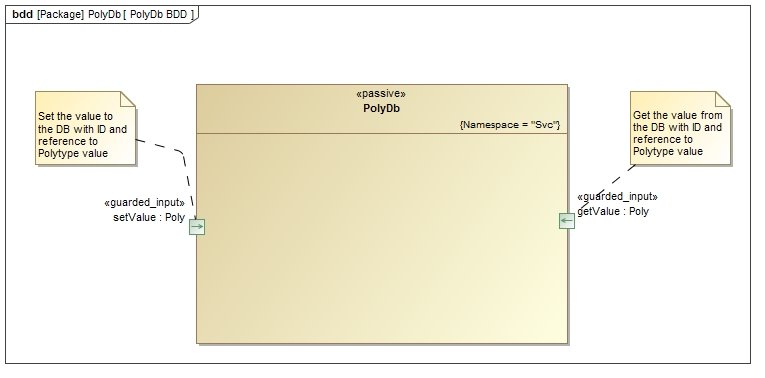 bdd [Package] PolyDb [ PolyDb BDD ]
Set the value to
the DB with ID and
reference to
Polytype value
«passive»
PolyDb
{Namespace = "Svc"}
Get the value from
the DB with ID and
reference to
Polytype value
«guarded_input»
setValue : Poly
«guarded_input»
getValue : Poly